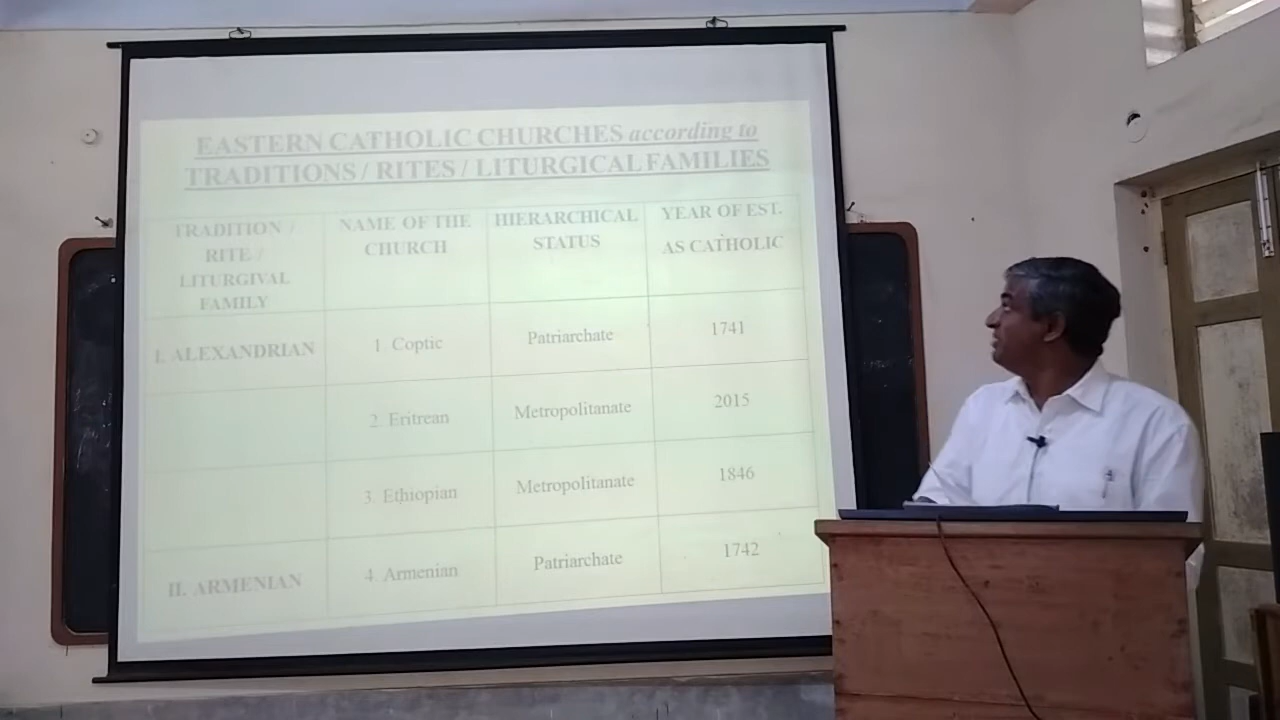 EASTERN CATHOLIC CHURCHES according to
TRADITIONS / RITES / LITURGICAL FAMILIES
TRADITION /
RITE /
LITURGIVAL
FAMILY
NAME OF THE
CHURCH
HIERARCHICAL
STATUS
YEAR OF EST.
AS CATHOLIC
I. ALEXANDRIAN
1. Coptic
Patriarchate
1741
2. Eritrean
Metropolitanate
2015
3. Ethiopian
Metropolitanate
1846
II. ARMENIAN
4. Armenian
Patriarchate
1742